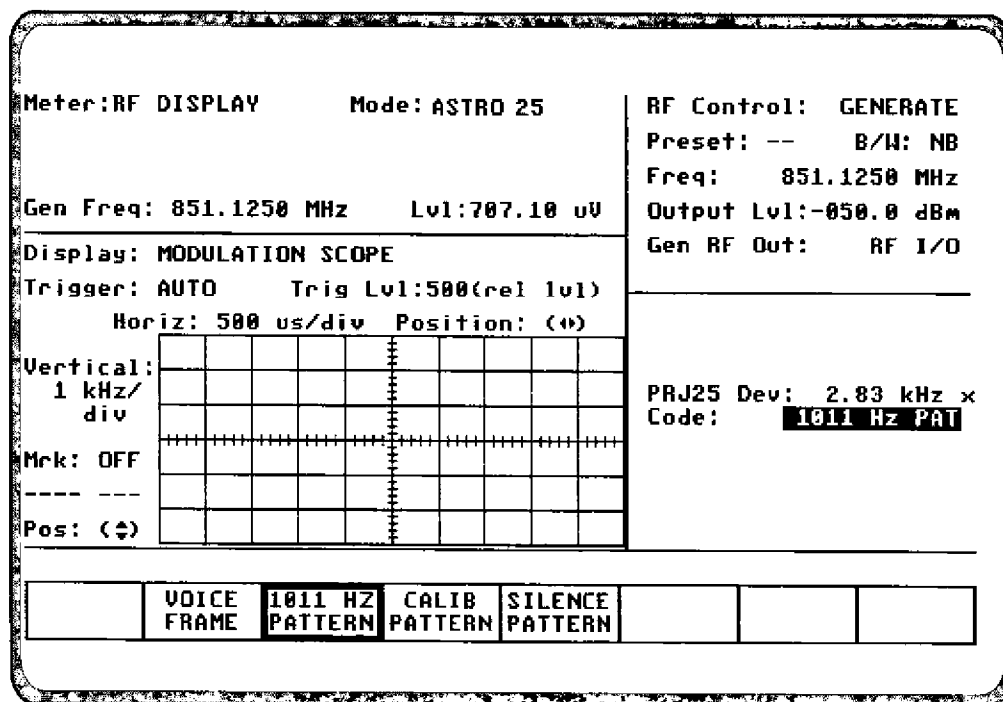 Meter:RF DISPLAY Mode: ASTRO 25
Gen Freq: 851.1250 MHz Lvl:707.10 uV
Display: MODULATION SCOPE
Trigger: AUTO Trig Lvl:500(rel lvl)
Horiz: 500 us/div Position: (◂▸)
Vertical:
1 kHz/
div
Mrk: OFF
---- ---
Pos: (▴▾)
RF Control: GENERATE
Preset: -- B/W: NB
Freq: 851.1250 MHz
Output Lvl:-050.0 dBm
Gen RF Out: RF I/O
PRJ25 Dev: 2.83 kHz ×
Code: 1011 Hz PAT
VOICE
FRAME
1011 HZ
PATTERN
CALIB
PATTERN
SILENCE
PATTERN